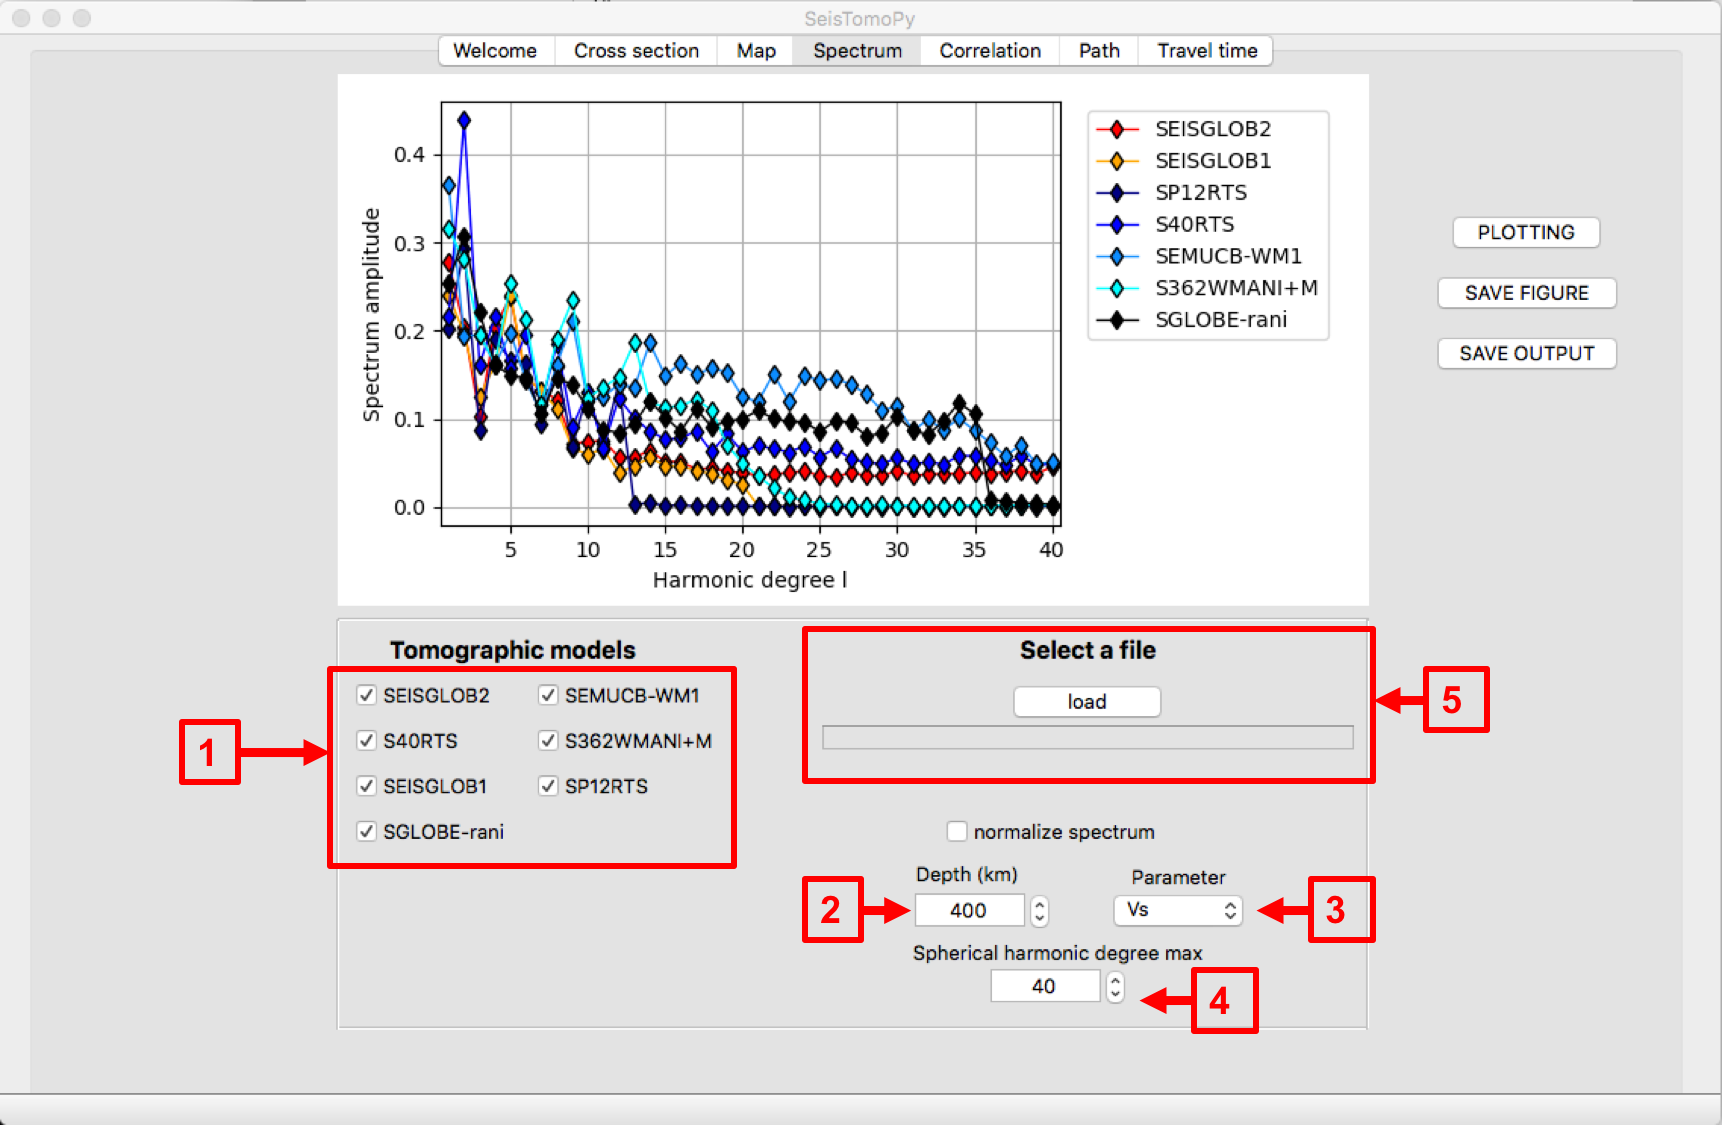 SeisTomoPy
Welcome Cross section Map Spectrum Correlation Path Travel time
Spectrum amplitude
0.4
0.3
0.2
0.1
0.0
5 10 15 20 25 30 35 40
Harmonic degree l
SEISGLOB2
SEISGLOB1
SP12RTS
S40RTS
SEMUCB-WM1
S362WMANI+M
SGLOBE-rani
PLOTTING
SAVE FIGURE
SAVE OUTPUT
Tomographic models
SEISGLOB2 SEMUCB-WM1
S40RTS S362WMANI+M
SEISGLOB1 SP12RTS
SGLOBE-rani
1
Select a file
load
5
normalize spectrum
Depth (km) Parameter
2 400 Vs 3
Spherical harmonic degree max
40 4